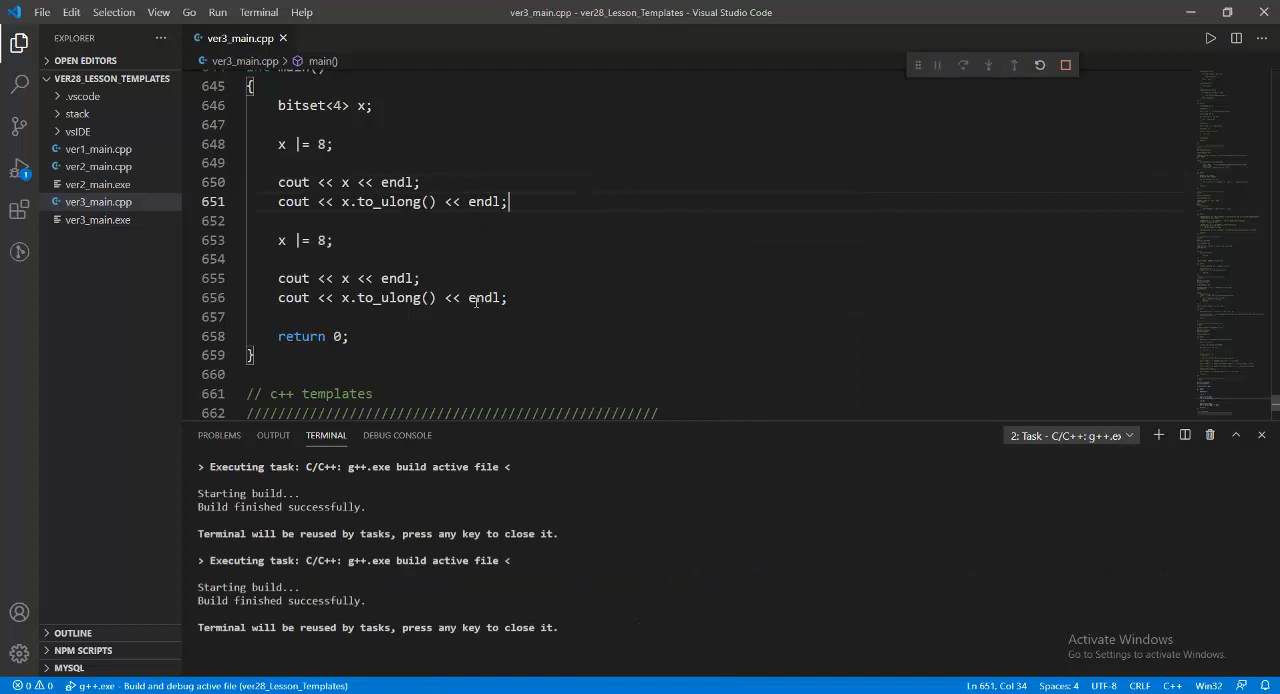 File Edit Selection View Go Run Terminal Help
ver3_main.cpp - ver28_Lesson_Templates - Visual Studio Code
EXPLORER
OPEN EDITORS
VER28_LESSON_TEMPLATES
.vscode
stack
vsIDE
ver1_main.cpp
ver2_main.cpp
ver2_main.exe
ver3_main.cpp
ver3_main.exe
OUTLINE
NPM SCRIPTS
MYSQL
1
ver3_main.cpp
ver3_main.cpp > main()
645 {
646 bitset<4> x;
647
648 x |= 8;
649
650 cout << x << endl;
651 cout << x.to_ulong() << endl;
652
653 x |= 8;
654
655 cout << x << endl;
656 cout << x.to_ulong() << endl;
657
658 return 0;
659 }
660
661 // c++ templates
662 /////////////////////////////////////////////////////
PROBLEMS OUTPUT TERMINAL DEBUG CONSOLE
2: Task - C/C++: g++.ex
> Executing task: C/C++: g++.exe build active file <
Starting build...
Build finished successfully.
Terminal will be reused by tasks, press any key to close it.
> Executing task: C/C++: g++.exe build active file <
Starting build...
Build finished successfully.
Terminal will be reused by tasks, press any key to close it.
Activate Windows
Go to Settings to activate Windows.
0 0 g++.exe - Build and debug active file (ver28_Lesson_Templates)
Ln 651, Col 34 Spaces: 4 UTF-8 CRLF C++ Win32